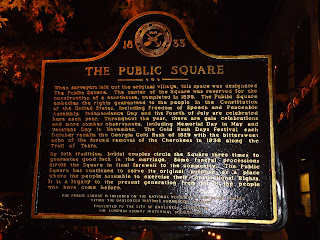 1833
THE PUBLIC SQUARE
When surveyors laid out the original village, this space was designated
The Public Square. The center of the Square was reserved for the
construction of a courthouse, completed in 1836. The Public Square
embodies the rights guaranteed to the people in the Constitution
of the United States, including Freedom of Speech and Peaceable
Assembly. Independence Day and the Fourth of July are celebrated
here each year. Throughout the year, there are gala celebrations
and more somber observances, including Memorial Day in May and
Veterans Day in November. The Gold Rush Days Festival each
October recalls the Georgia Gold Rush of 1829 with the bittersweet
echo of the forced removal of the Cherokees in 1838 along the
Trail of Tears.
By folk tradition, bridal couples circle the Square three times to
guarantee good luck in the marriage. Some funeral processions
circle the Square in final farewell to the community. The Public
Square has continued to serve its original purpose as a place
where the people assemble to exercise their Constitutional Rights.
It is a legacy to the present generation from all the people
who have come before.
THE PUBLIC SQUARE IS LISTED IN THE NATIONAL
WITHIN THE DAHLONEGA
PRESENTED TO THE CITY OF DAHLONEGA
THE LUMPKIN COUNTY HISTORICAL SOCIETY